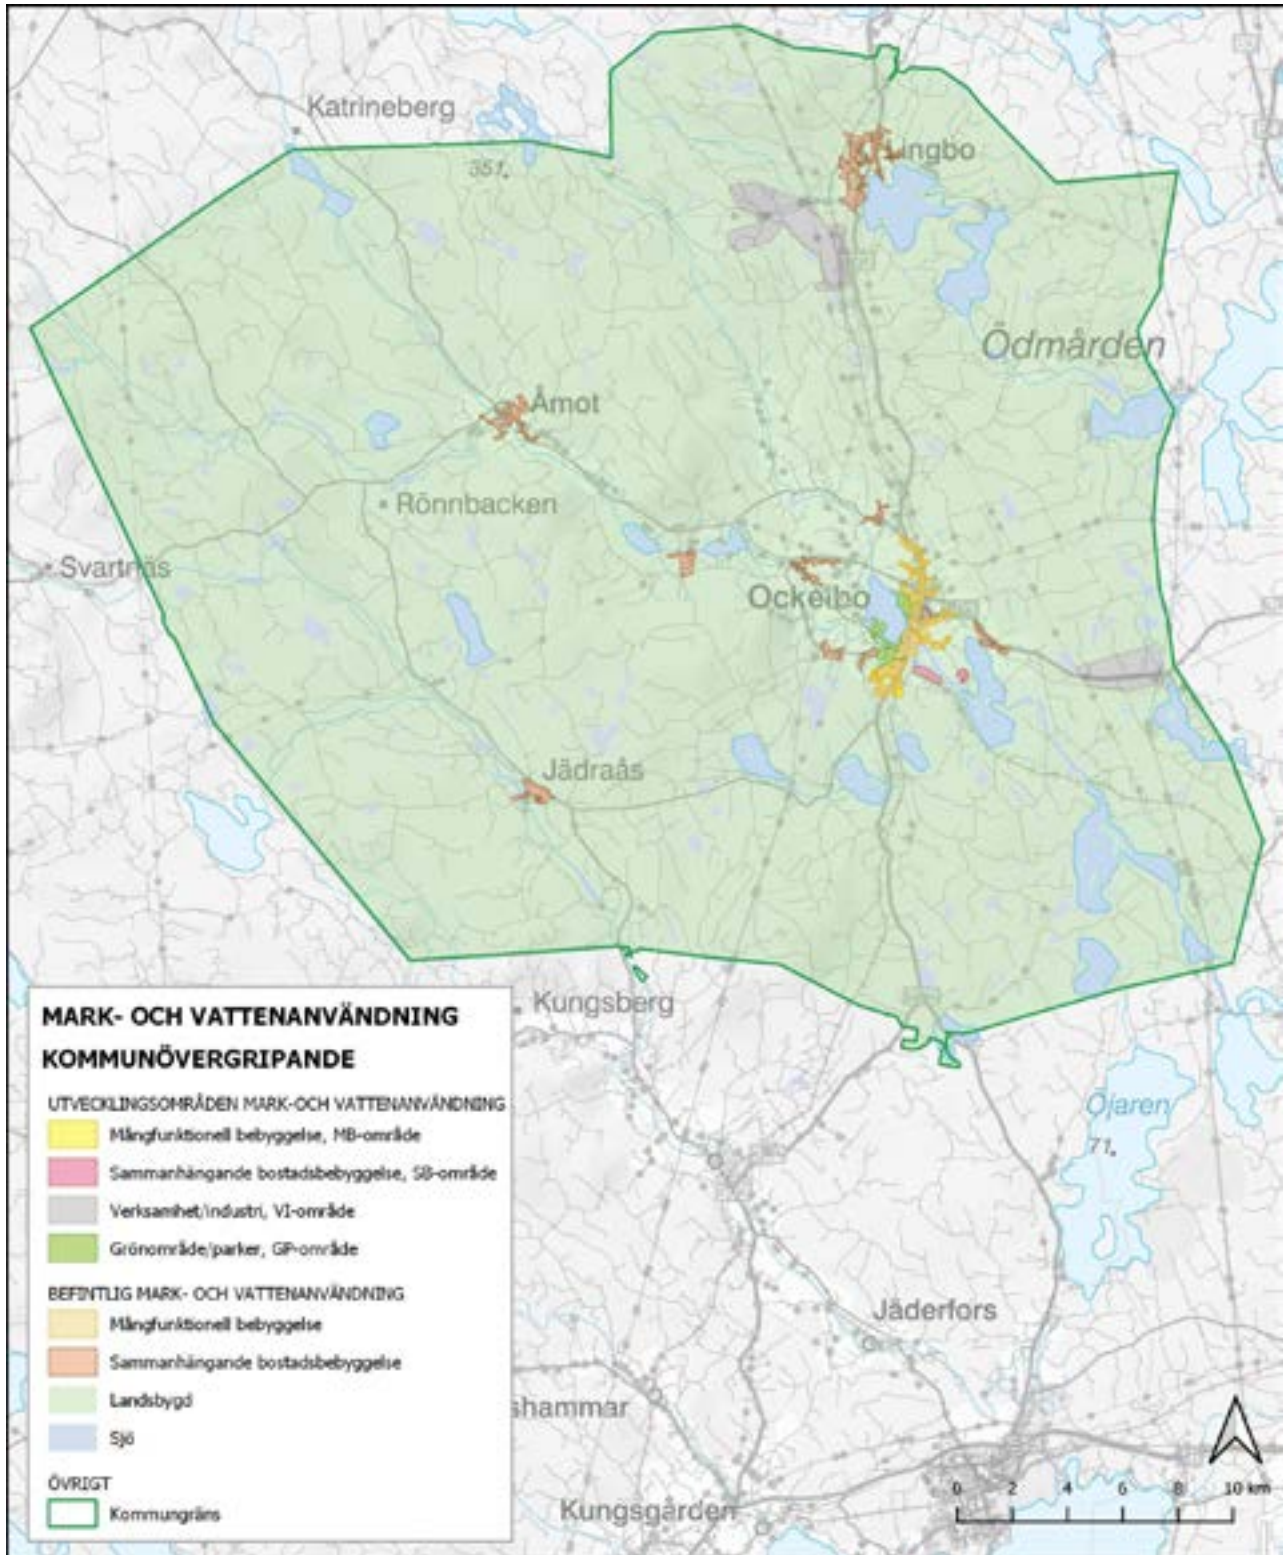 Katrineberg
351
Lingbo
Ödmården
Åmot
Rönnbacken
Svartnäs
Ockelbo
Jädraås
Kungsberg
Öjaren
71
Jäderfors
shammar
Kungsgården
MARK- OCH VATTENANVÄNDNING
KOMMUNÖVERGRIPANDE
UTVECKLINGSOMRÅDEN MARK-OCH VATTENANVÄNDNING
Mångfunktionell bebyggelse, MB-område
Sammanhängande bostadsbebyggelse, SB-område
Verksamhet/industri, VI-område
Grönområde/parker, GP-område
BEFINTLIG MARK- OCH VATTENANVÄNDNING
Mångfunktionell bebyggelse
Sammanhängande bostadsbebyggelse
Landsbygd
Sjö
ÖVRIGT
Kommungräns
0 2 4 6 8 10 km